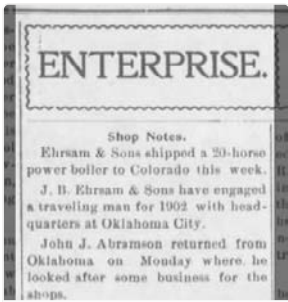 ENTERPRISE.
Shop Notes.
Ehrsam & Sons shipped a 20-horse
power boiler to Colorado this week.
J. B. Ehrsam & Sons have engaged
a traveling man for 1902 with head-
quarters at Oklahoma City.
John J. Abramson returned from
Oklahoma on Monday where he
looked after some business for the
shops.